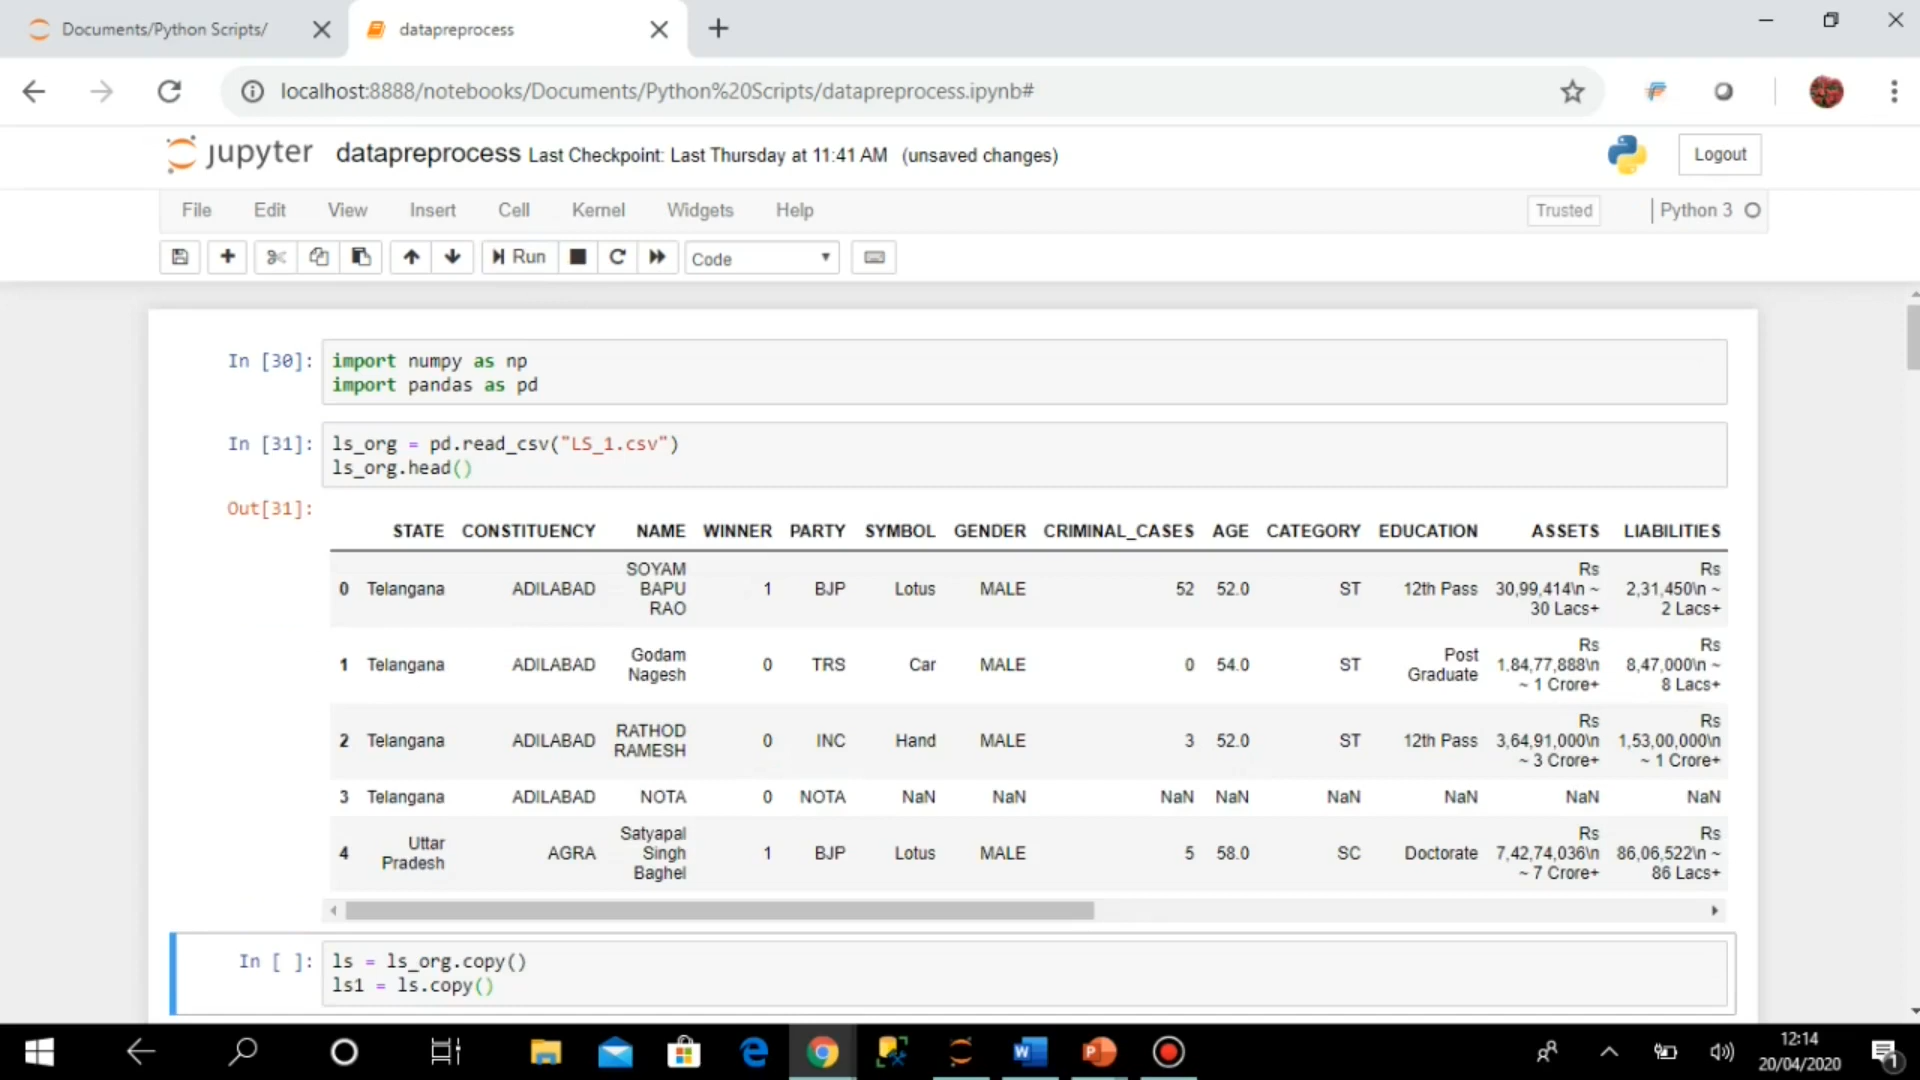 Documents/Python Scripts/
datapreprocess
localhost:8888/notebooks/Documents/Python%20Scripts/datapreprocess.ipynb#
jupyter datapreprocess Last Checkpoint: Last Thursday at 11:41 AM (unsaved changes)
Logout
File Edit View Insert Cell Kernel Widgets Help
Trusted
Python 3
Run
Code
In [30]: import numpy as np
import pandas as pd
In [31]: ls_org = pd.read_csv("LS_1.csv")
ls_org.head()
Out[31]:
STATE CONSTITUENCY NAME WINNER PARTY SYMBOL GENDER CRIMINAL_CASES AGE CATEGORY EDUCATION ASSETS LIABILITIES
SOYAM Rs Rs
0 Telangana ADILABAD BAPU 1 BJP Lotus MALE 52 52.0 ST 12th Pass 30,99,414\n ~ 2,31,450\n ~
RAO 30 Lacs+ 2 Lacs+
Godam Post Rs Rs
1 Telangana ADILABAD Nagesh 0 TRS Car MALE 0 54.0 ST Graduate 1,84,77,888\n 8,47,000\n ~
~ 1 Crore+ 8 Lacs+
RATHOD Rs Rs
2 Telangana ADILABAD RAMESH 0 INC Hand MALE 3 52.0 ST 12th Pass 3,64,91,000\n 1,53,00,000\n
~ 3 Crore+ ~ 1 Crore+
3 Telangana ADILABAD NOTA 0 NOTA NaN NaN NaN NaN NaN NaN NaN NaN
Uttar Satyapal Rs Rs
4 Pradesh AGRA Singh 1 BJP Lotus MALE 5 58.0 SC Doctorate 7,42,74,036\n 86,06,522\n ~
Baghel ~ 7 Crore+ 86 Lacs+
In [ ]: ls = ls_org.copy()
ls1 = ls.copy()
12:14
20/04/2020
1